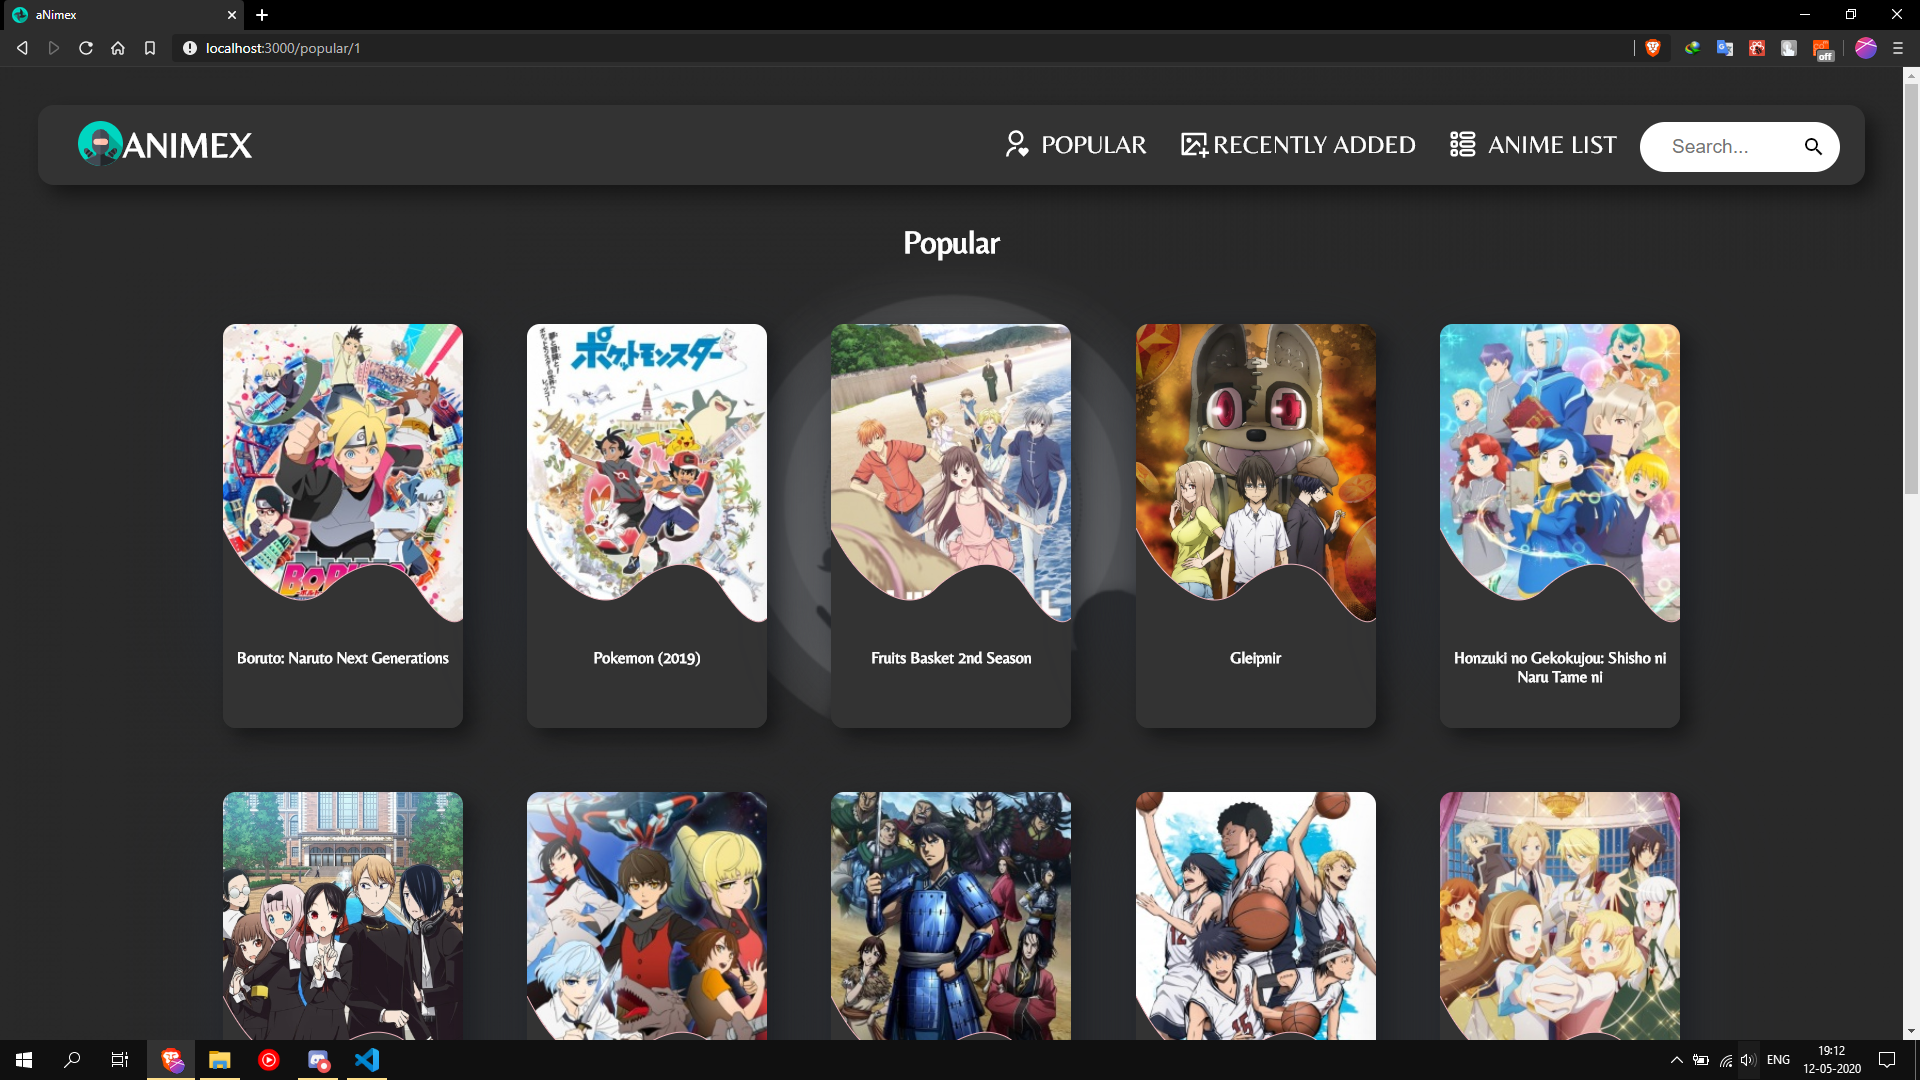 aNimex
localhost:3000/popular/1
off
ANIMEX
POPULAR
RECENTLY ADDED
ANIME LIST
Search...
Popular
ポケットモンスター
Boruto: Naruto Next Generations
Pokemon (2019)
Fruits Basket 2nd Season
Gleipnir
Honzuki no Gekokujou: Shisho ni
Naru Tame ni
ENG
19:12
12-05-2020